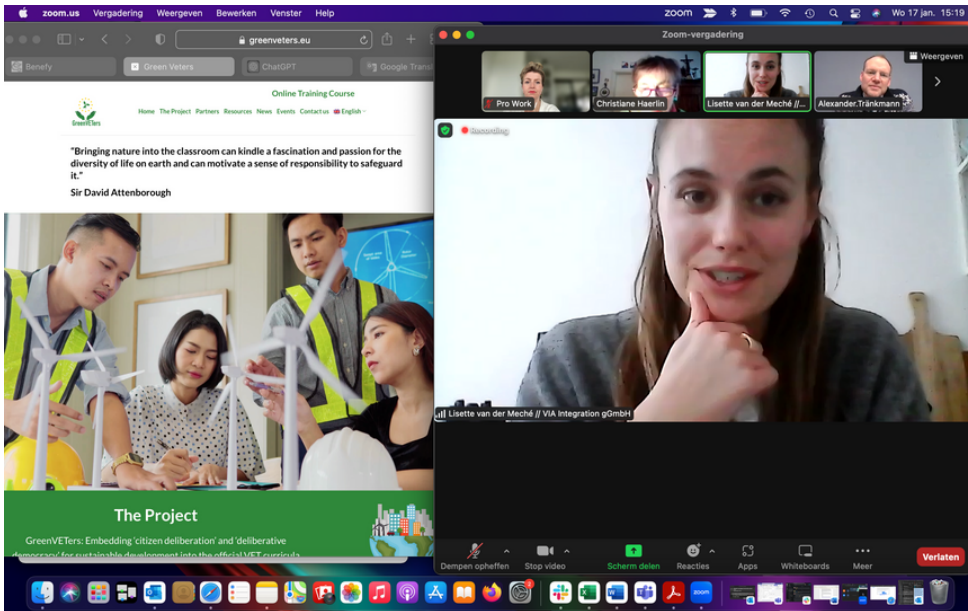 zoom.us Vergadering Weergeven Bewerken Venster Help
zoom Wo 17 jan. 15:19
greenveters.eu
Benefy Green Veters ChatGPT Google Transl
GreenVETers
Online Training Course
Home The Project Partners Resources News Events Contact us English
"Bringing nature into the classroom can kindle a fascination and passion for the
diversity of life on earth and can motivate a sense of responsibility to safeguard
it."
Sir David Attenborough
The Project
GreenVETers: Embedding 'citizen deliberation' and 'deliberative
democracy' for sustainable development into the official VET curricula
Zoom-vergadering
Weergeven
Pro Work
Christiane Haerlin
Lisette van der Meché //...
Alexander.Tränkmann
Recording
Lisette van der Meché // VIA Integration gGmbH
Dempen opheffen Stop video Scherm delen Reacties Apps Whiteboards Meer
Verlaten
zoom